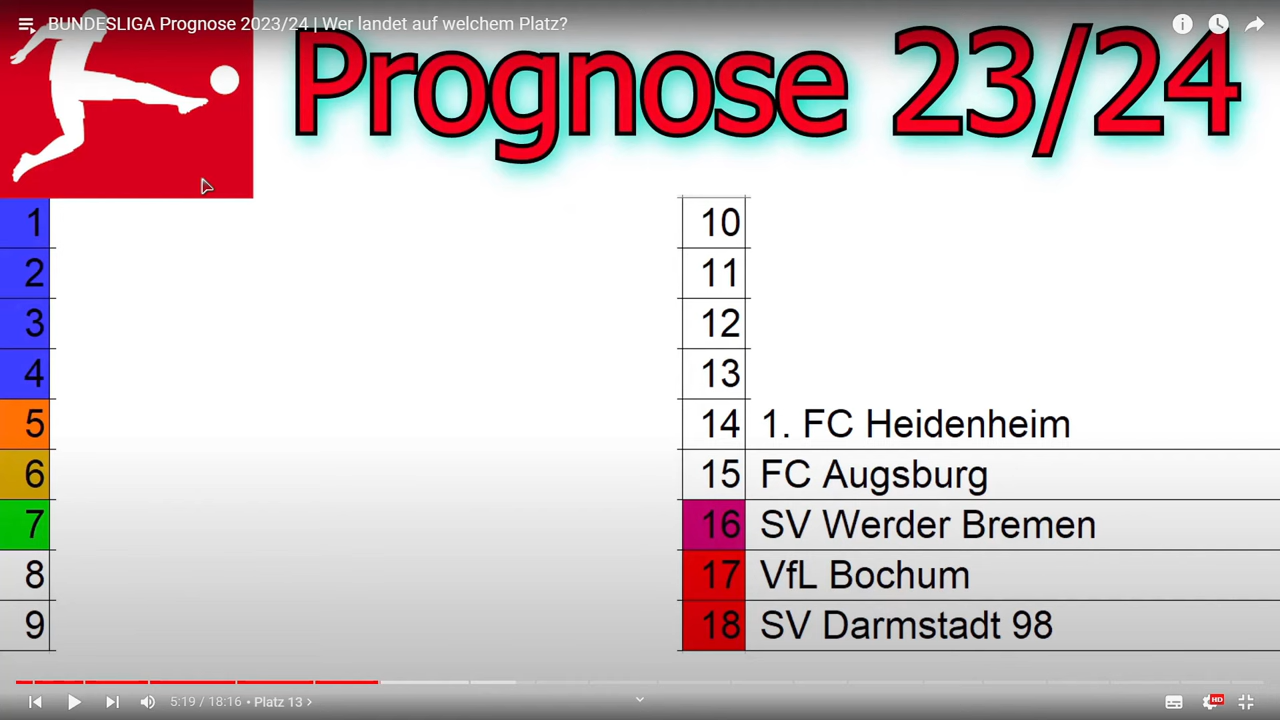 BUNDESLIGA Prognose 2023/24 | Wer landet auf welchem Platz?
Prognose 23/24
1
2
3
4
5
6
7
8
9
10
11
12
13
14 1. FC Heidenheim
15 FC Augsburg
16 SV Werder Bremen
17 VfL Bochum
18 SV Darmstadt 98
5:19 / 18:16 • Platz 13 >
HD